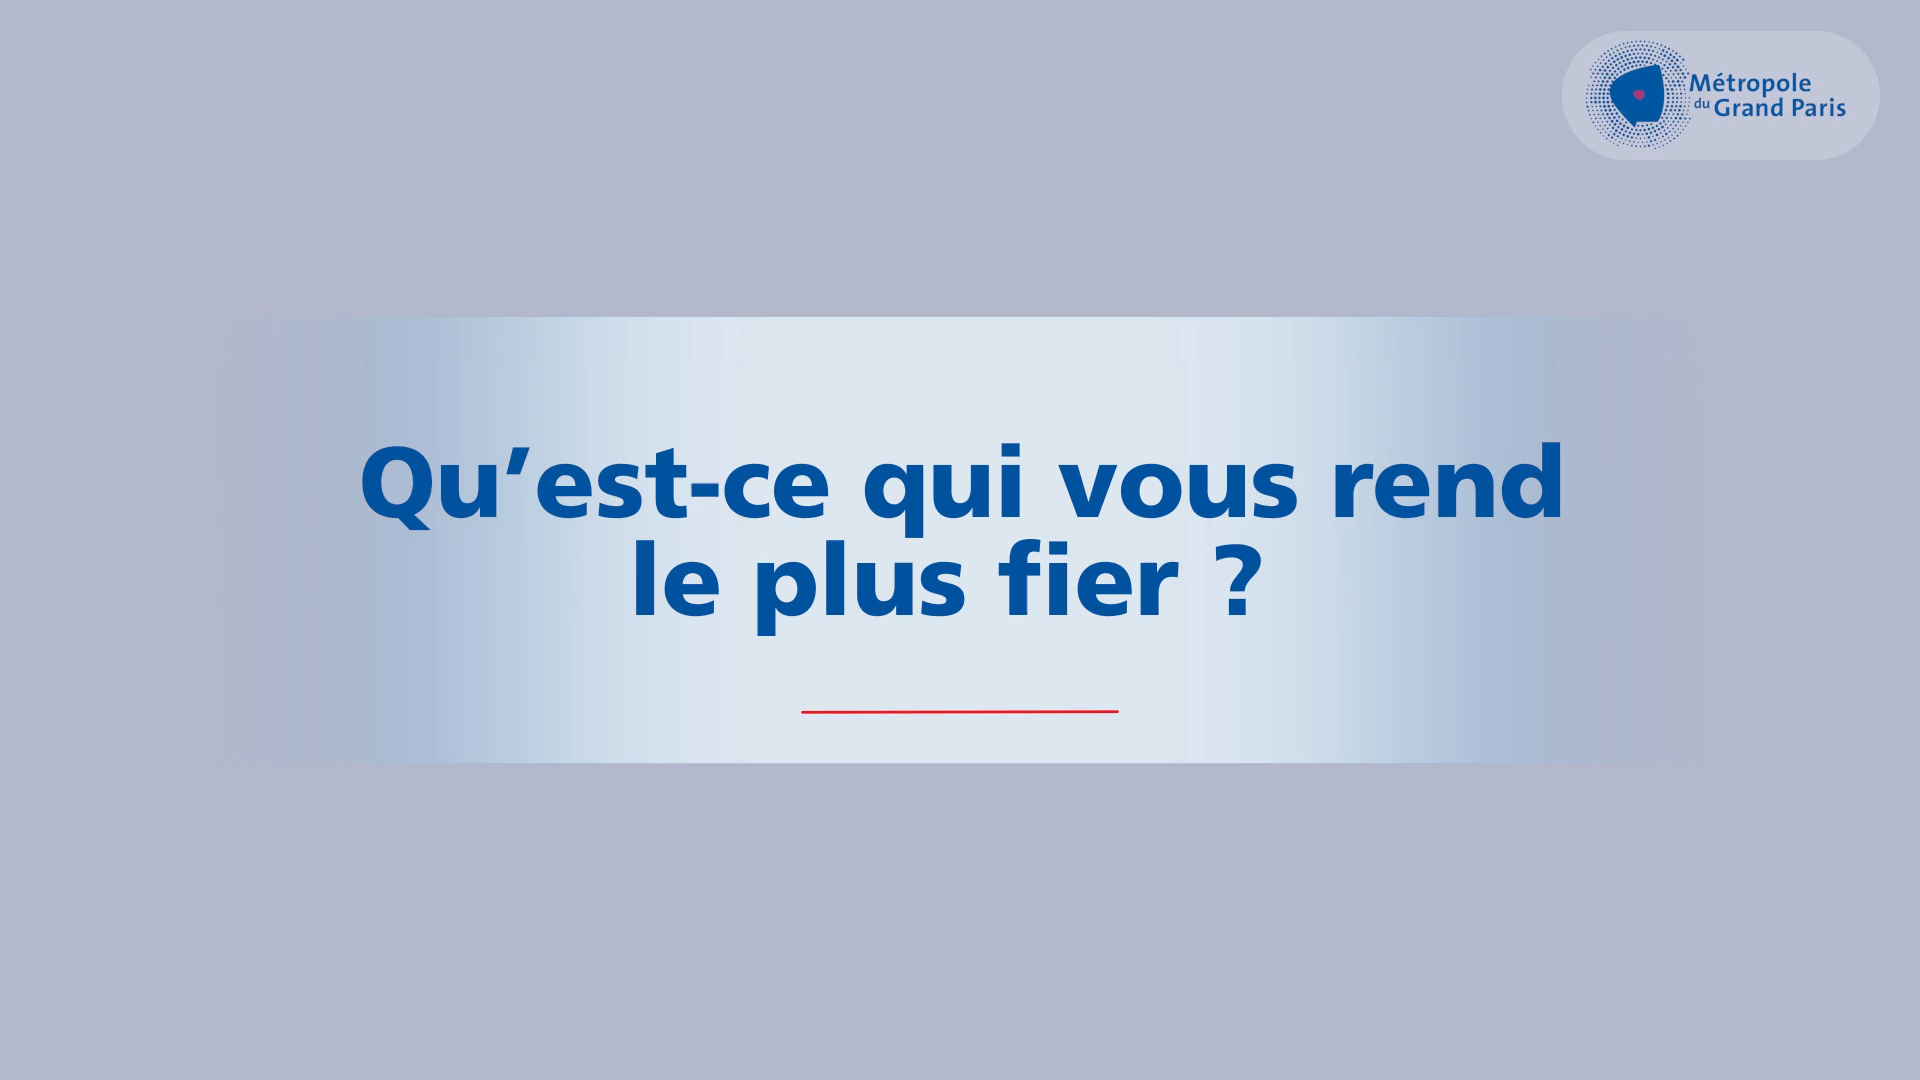 Métropole
du Grand Paris
Qu’est-ce qui vous rend
le plus fier ?